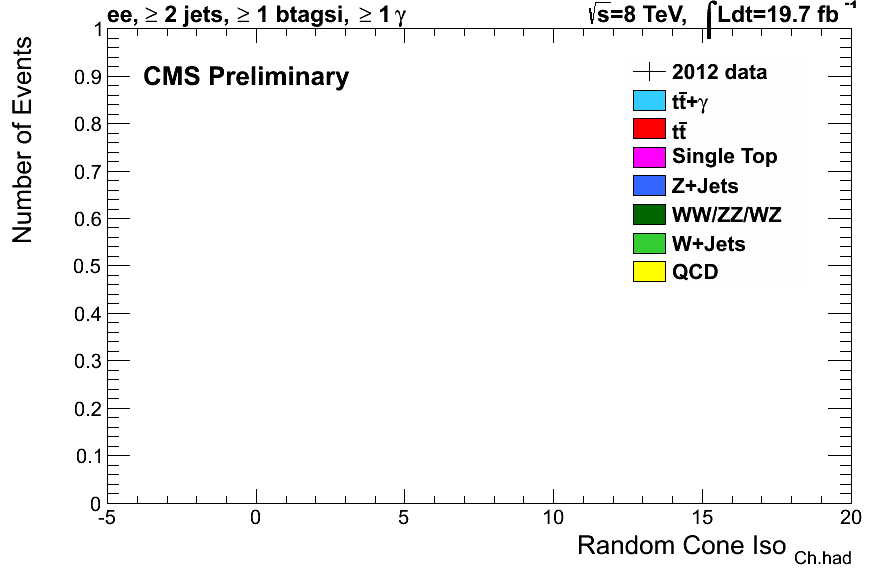 ee, ≥ 2 jets, ≥ 1 btagsi, ≥ 1 γ √s=8 TeV, ∫Ldt=19.7 fb⁻¹
CMS Preliminary
2012 data
tt̄+γ
tt̄
Single Top
Z+Jets
WW/ZZ/WZ
W+Jets
QCD
Number of Events
1
0.9
0.8
0.7
0.6
0.5
0.4
0.3
0.2
0.1
0
-5 0 5 10 15 20
Random Cone Iso Ch.had